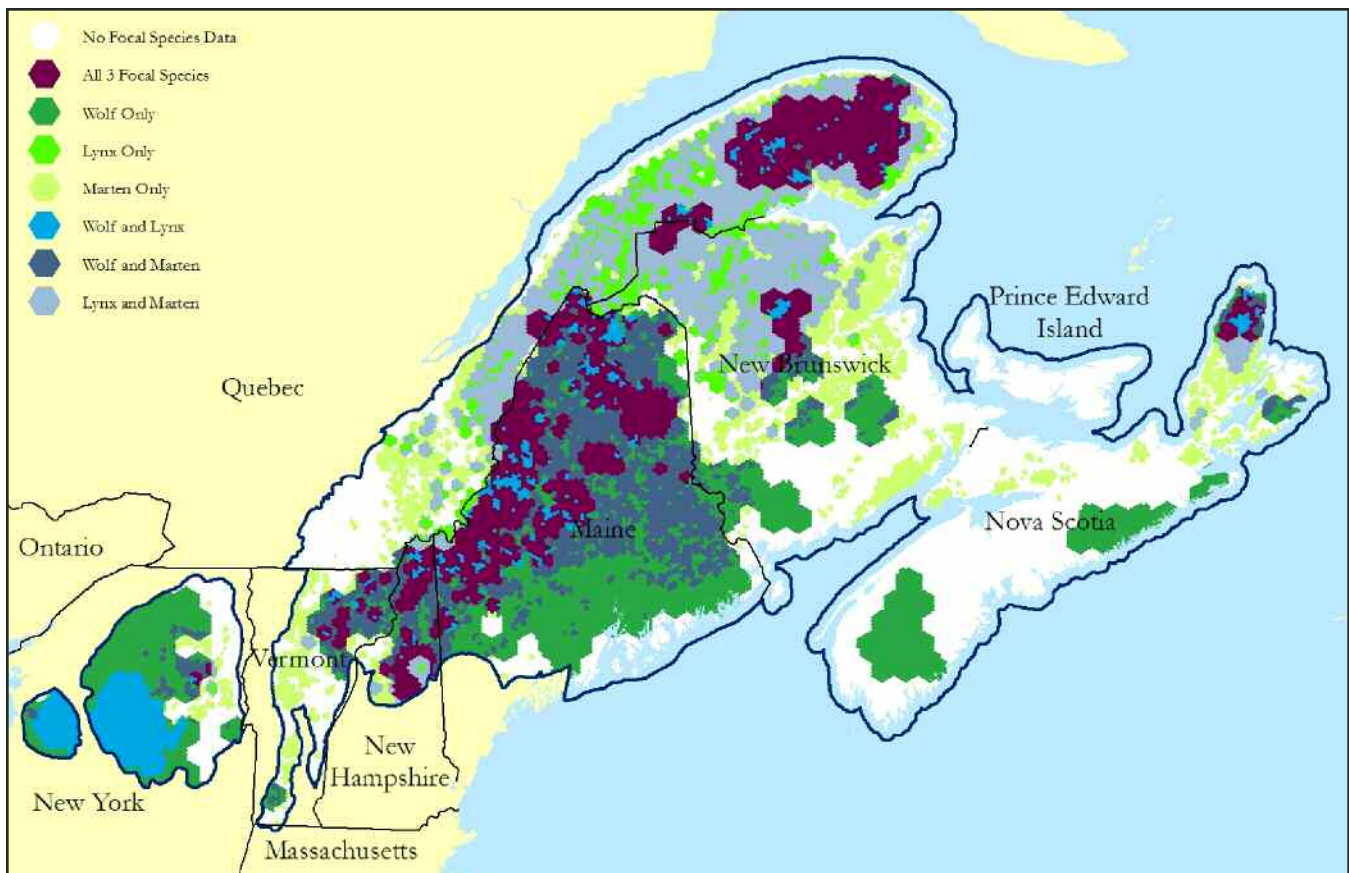 No Focal Species Data
All 3 Focal Species
Wolf Only
Lynx Only
Marten Only
Wolf and Lynx
Wolf and Marten
Lynx and Marten
Prince Edward
Island
New Brunswick
Quebec
Nova Scotia
Maine
Ontario
Vermont
New
Hampshire
New York
Massachusetts